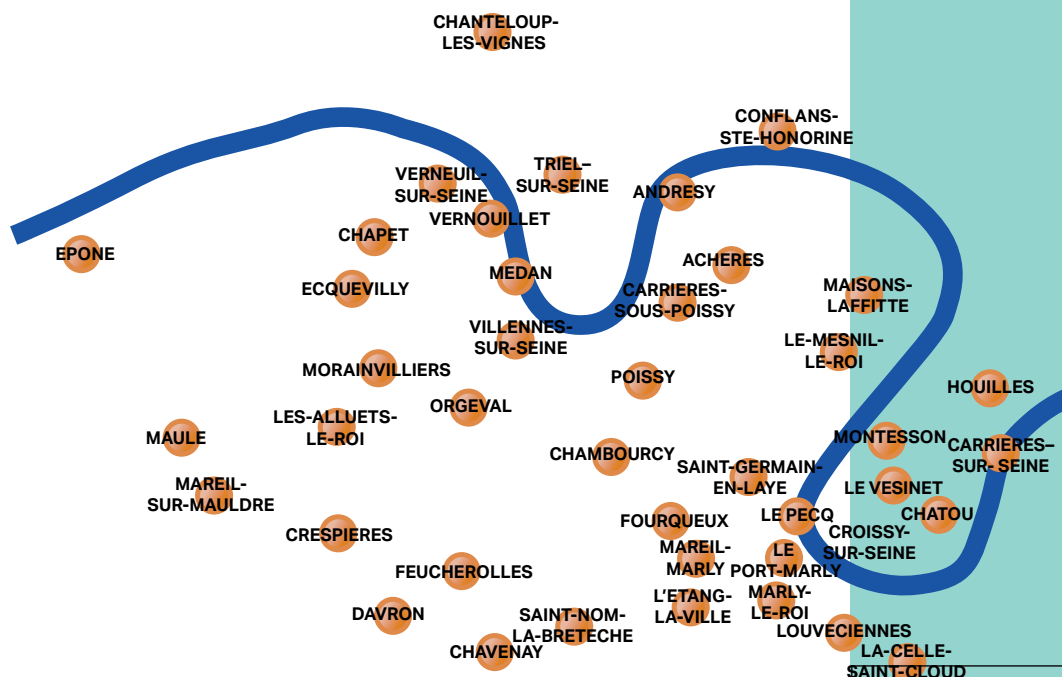 CHANTELOUP-
LES-VIGNES
CONFLANS-
STE-HONORINE
VERNEUIL-
SUR-SEINE
TRIEL–
SUR-SEINE
ANDRESY
VERNOUILLET
CHAPET
EPONE
ACHERES
MEDAN
ECQUEVILLY
CARRIERES-
SOUS-POISSY
MAISONS-
LAFFITTE
VILLENNES-
SUR-SEINE
LE-MESNIL-
LE-ROI
MORAINVILLIERS
POISSY
HOUILLES
ORGEVAL
LES-ALLUETS-
LE-ROI
MAULE
MONTESSON
CARRIERES–
SUR-SEINE
CHAMBOURCY
SAINT-GERMAIN-
EN-LAYE
MAREIL-
SUR-MAULDRE
LE VESINET
CHATOU
LE PECQ
FOURQUEUX
CRESPIERES
CROISSY-
SUR-SEINE
MAREIL-
MARLY
LE
PORT-MARLY
FEUCHEROLLES
L'ETANG-
LA-VILLE
MARLY-
LE-ROI
DAVRON
SAINT-NOM-
LA-BRETECHE
LOUVECIENNES
CHAVENAY
LA-CELLE-
SAINT-CLOUD